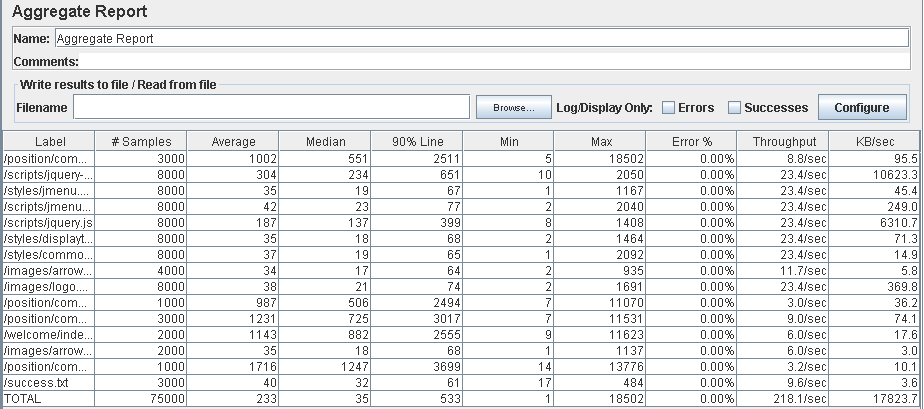 Aggregate Report
Name: Aggregate Report
Comments:
Write results to file / Read from file
Filename Browse... Log/Display Only: Errors Successes Configure
Label # Samples Average Median 90% Line Min Max Error % Throughput KB/sec
/position/com... 3000 1002 551 2511 5 18502 0.00% 8.8/sec 95.5
/scripts/jquery-... 8000 304 234 651 10 2050 0.00% 23.4/sec 10623.3
/styles/jmenu.... 8000 35 19 67 1 1167 0.00% 23.4/sec 45.4
/scripts/jmenu... 8000 42 23 77 2 2040 0.00% 23.4/sec 249.0
/scripts/jquery.js 8000 187 137 399 8 1408 0.00% 23.4/sec 6310.7
/styles/displayt... 8000 35 18 68 2 1464 0.00% 23.4/sec 71.3
/styles/commo... 8000 37 19 65 1 2092 0.00% 23.4/sec 14.9
/images/arrow... 4000 34 17 64 2 935 0.00% 11.7/sec 5.8
/images/logo.... 8000 38 21 74 2 1691 0.00% 23.4/sec 369.8
/position/com... 1000 987 506 2494 7 11070 0.00% 3.0/sec 36.2
/position/com... 3000 1231 725 3017 7 11531 0.00% 9.0/sec 74.1
/welcome/inde... 2000 1143 882 2555 9 11623 0.00% 6.0/sec 17.6
/images/arrow... 2000 35 18 68 1 1137 0.00% 6.0/sec 3.0
/position/com... 1000 1716 1247 3699 14 13776 0.00% 3.2/sec 10.1
/success.txt 3000 40 32 61 17 484 0.00% 9.6/sec 3.6
TOTAL 75000 233 35 533 1 18502 0.00% 218.1/sec 17823.7